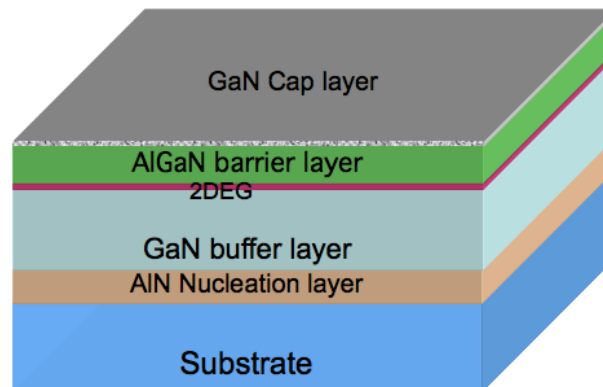 GaN Cap layer
AlGaN barrier layer
2DEG
GaN buffer layer
AlN Nucleation layer
Substrate